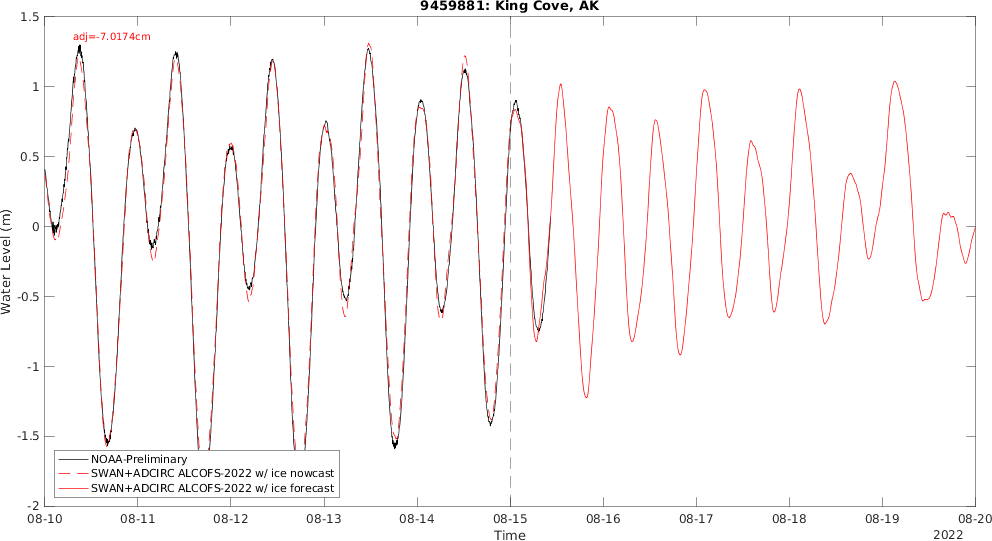 9459881: King Cove, AK
adj=-7.0174cm
1.5
1
0.5
0
-0.5
-1
-1.5
-2
Water Level (m)
NOAA-Preliminary
SWAN+ADCIRC ALCOFS-2022 w/ ice nowcast
SWAN+ADCIRC ALCOFS-2022 w/ ice forecast
08-10 08-11 08-12 08-13 08-14 08-15 08-16 08-17 08-18 08-19 08-20
Time
2022